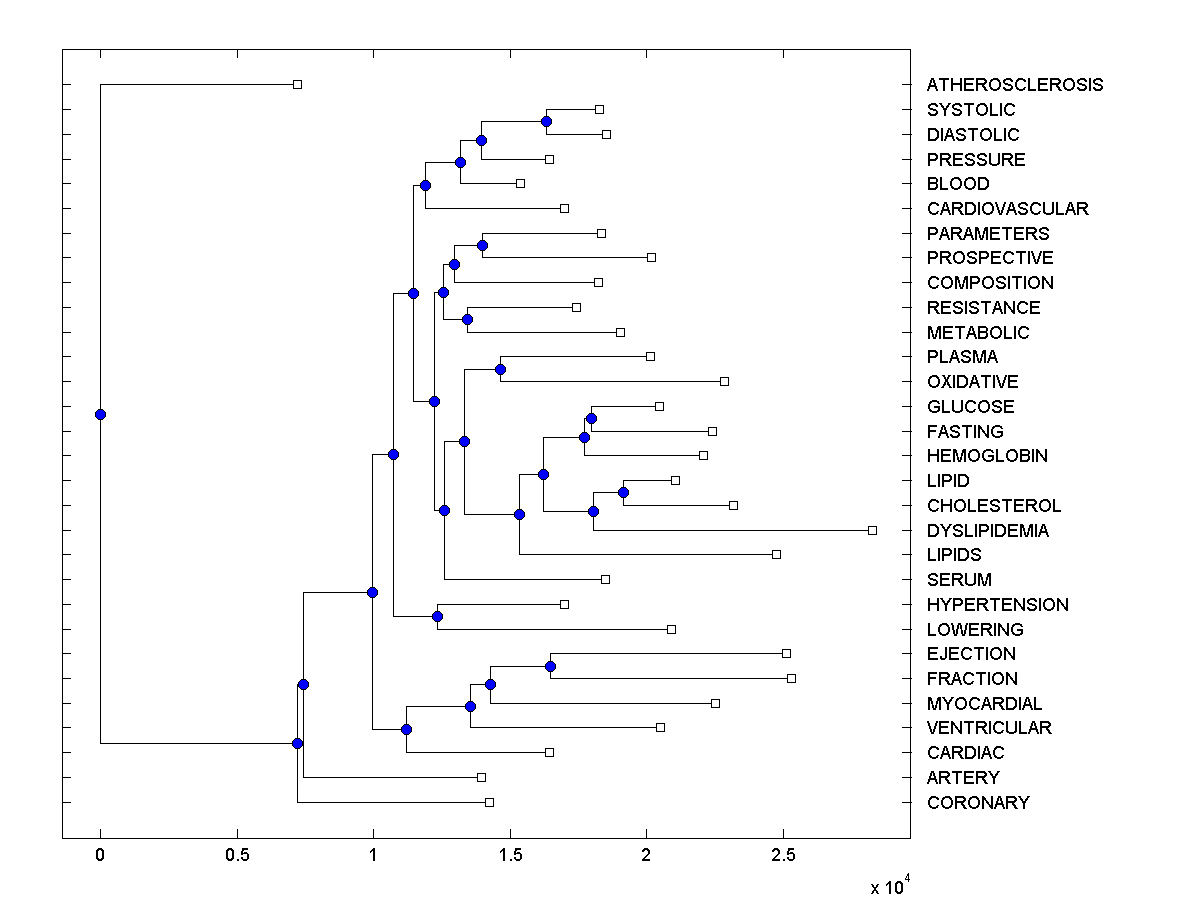 ATHEROSCLEROSIS
SYSTOLIC
DIASTOLIC
PRESSURE
BLOOD
CARDIOVASCULAR
PARAMETERS
PROSPECTIVE
COMPOSITION
RESISTANCE
METABOLIC
PLASMA
OXIDATIVE
GLUCOSE
FASTING
HEMOGLOBIN
LIPID
CHOLESTEROL
DYSLIPIDEMIA
LIPIDS
SERUM
HYPERTENSION
LOWERING
EJECTION
FRACTION
MYOCARDIAL
VENTRICULAR
CARDIAC
ARTERY
CORONARY
0 0.5 1 1.5 2 2.5
x 10^4